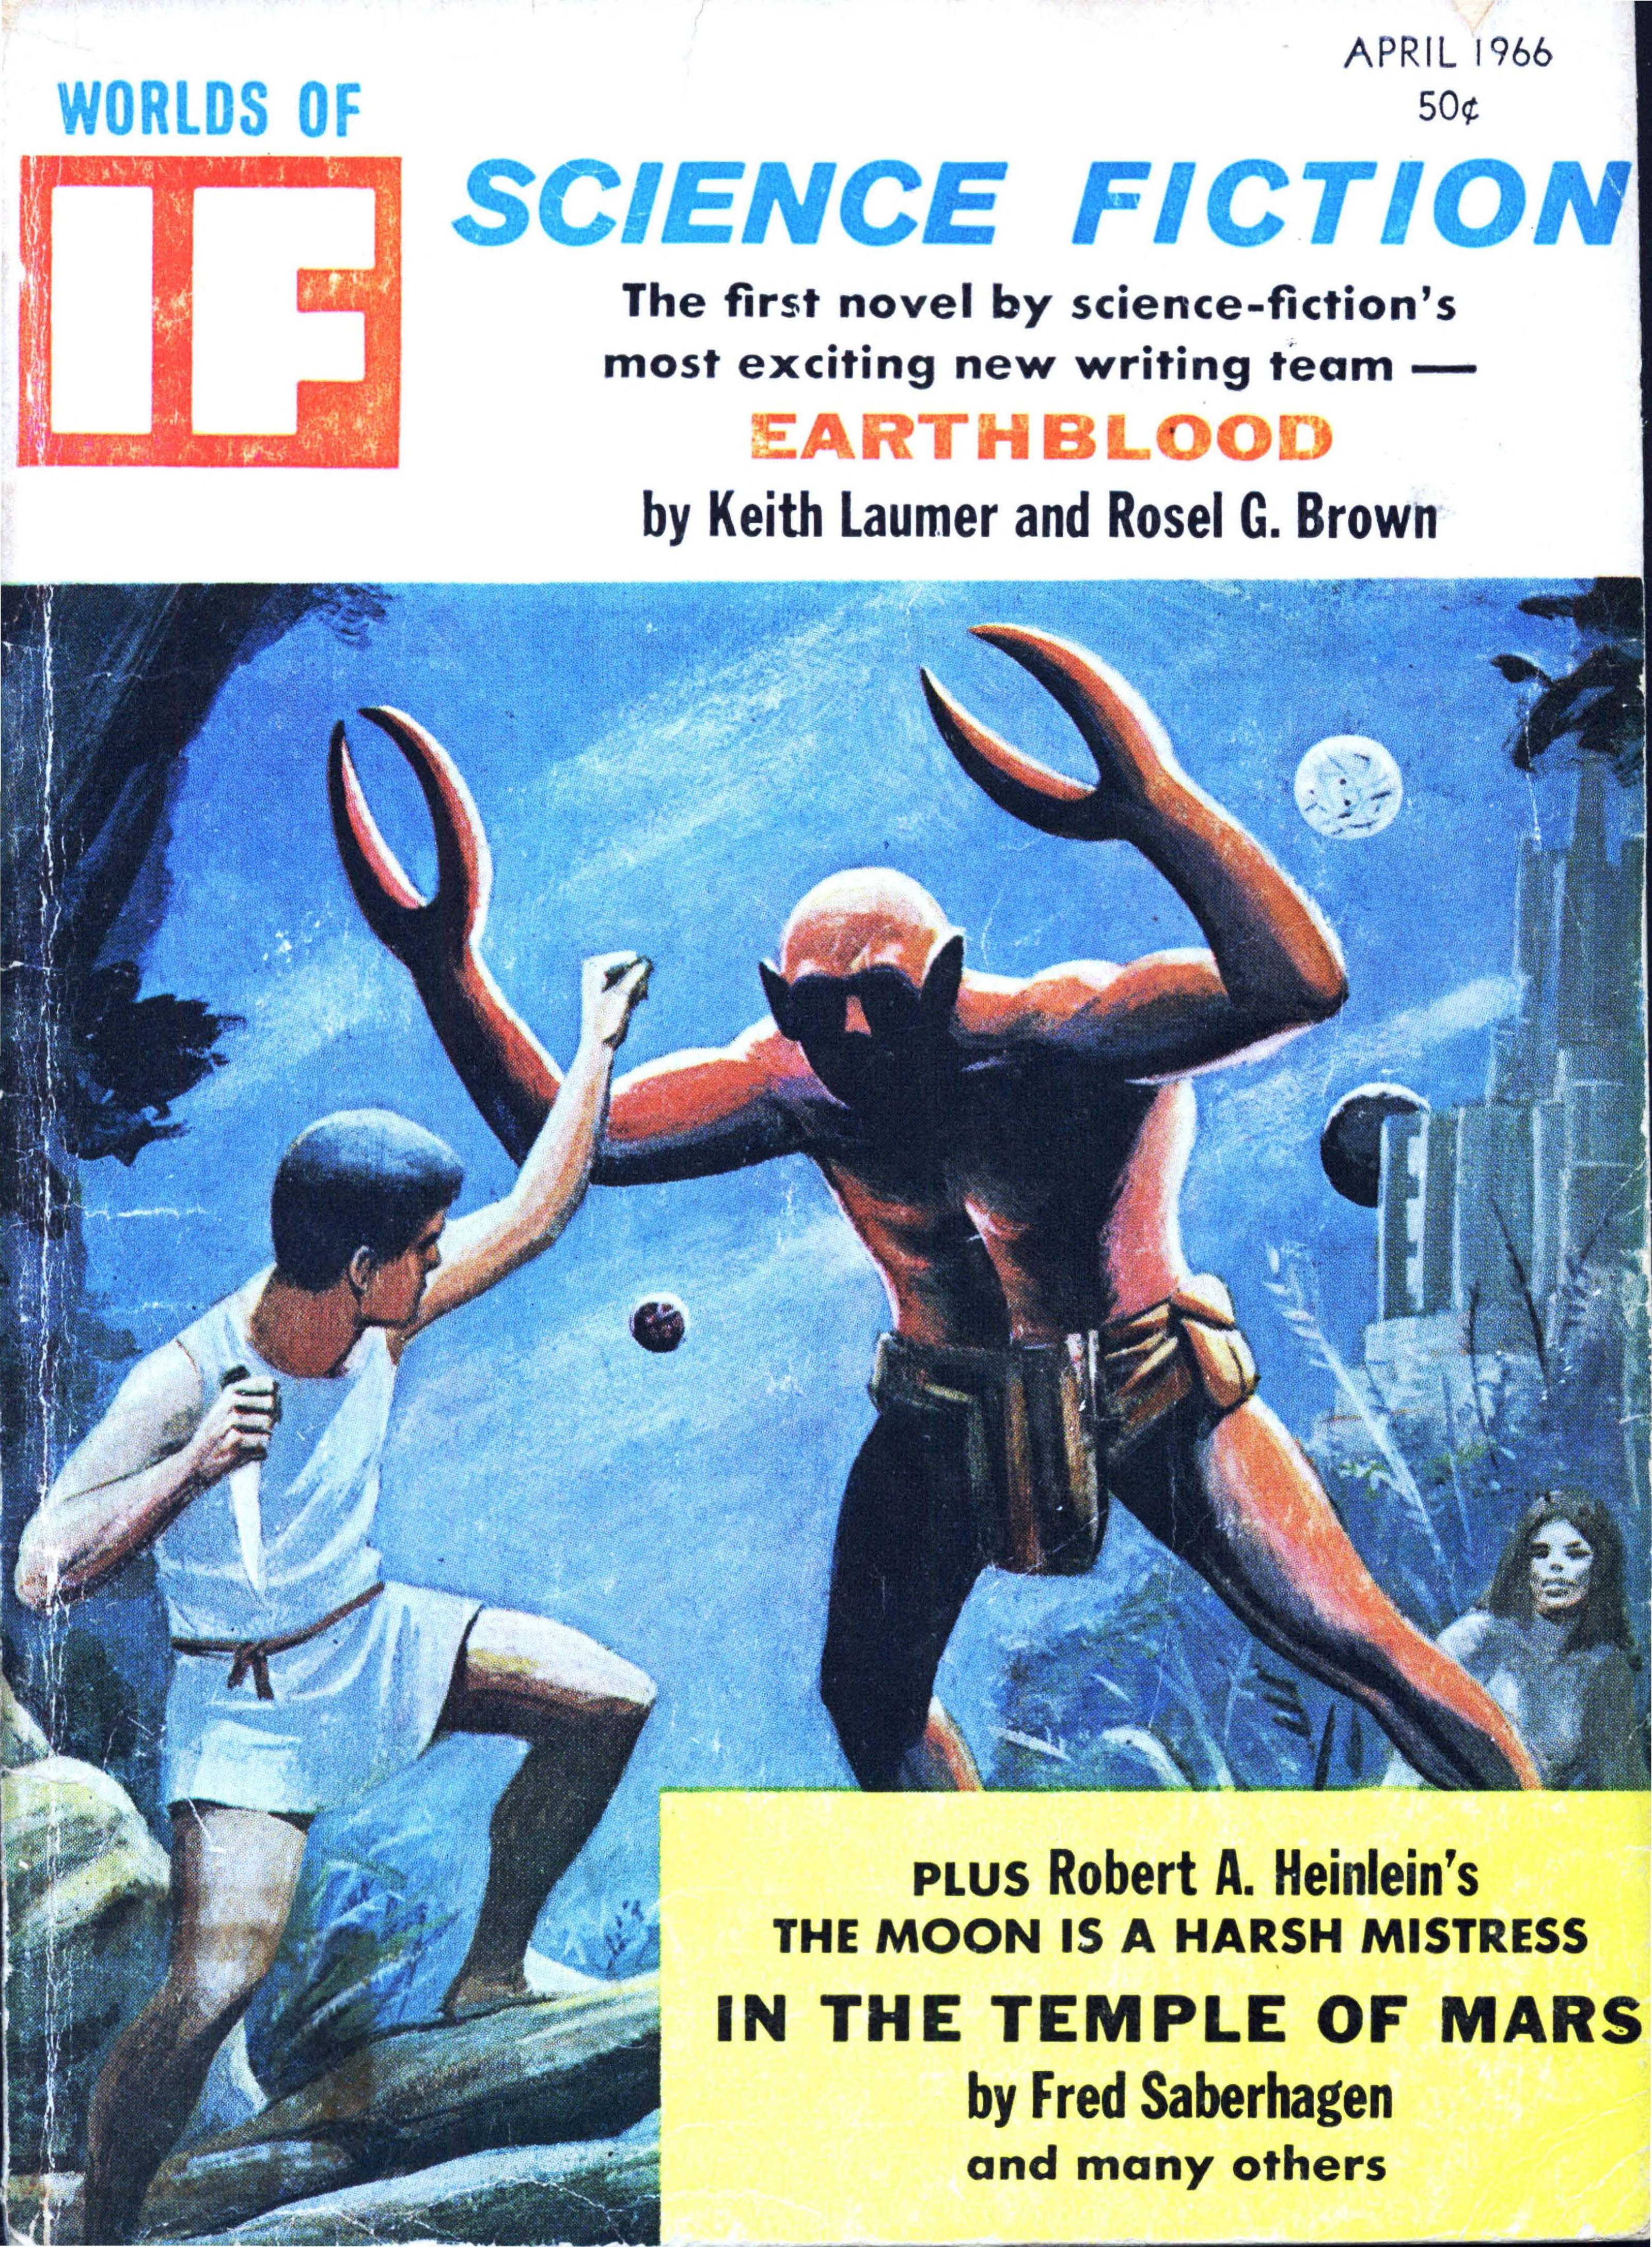 APRIL 1966
50¢
WORLDS OF
IF
SCIENCE FICTION
The first novel by science-fiction's
most exciting new writing team —
EARTHBLOOD
by Keith Laumer and Rosel G. Brown
PLUS Robert A. Heinlein's
THE MOON IS A HARSH MISTRESS
IN THE TEMPLE OF MARS
by Fred Saberhagen
and many others